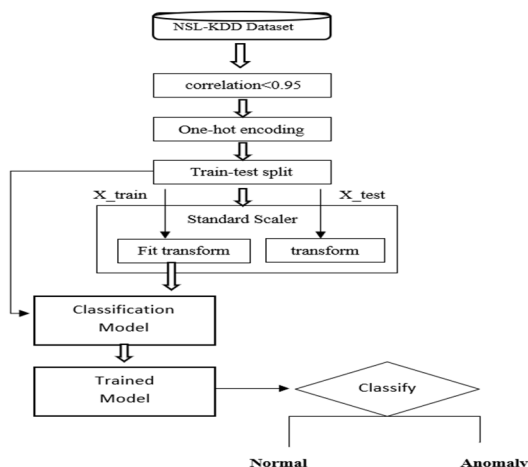 NSL-KDD Dataset
correlation<0.95
One-hot encoding
Train-test split
X_train
X_test
Standard Scaler
Fit transform
transform
Classification
Model
Trained
Model
Classify
Normal
Anomaly